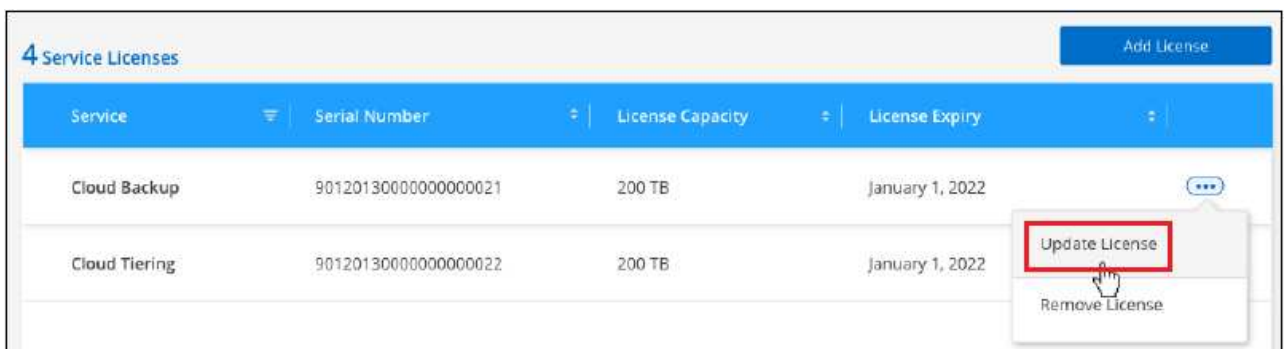 4 Service Licenses
Add License
Service Serial Number License Capacity License Expiry
Cloud Backup 90120130000000000021 200 TB January 1, 2022
Update License
Cloud Tiering 90120130000000000022 200 TB January 1, 2022
Remove License